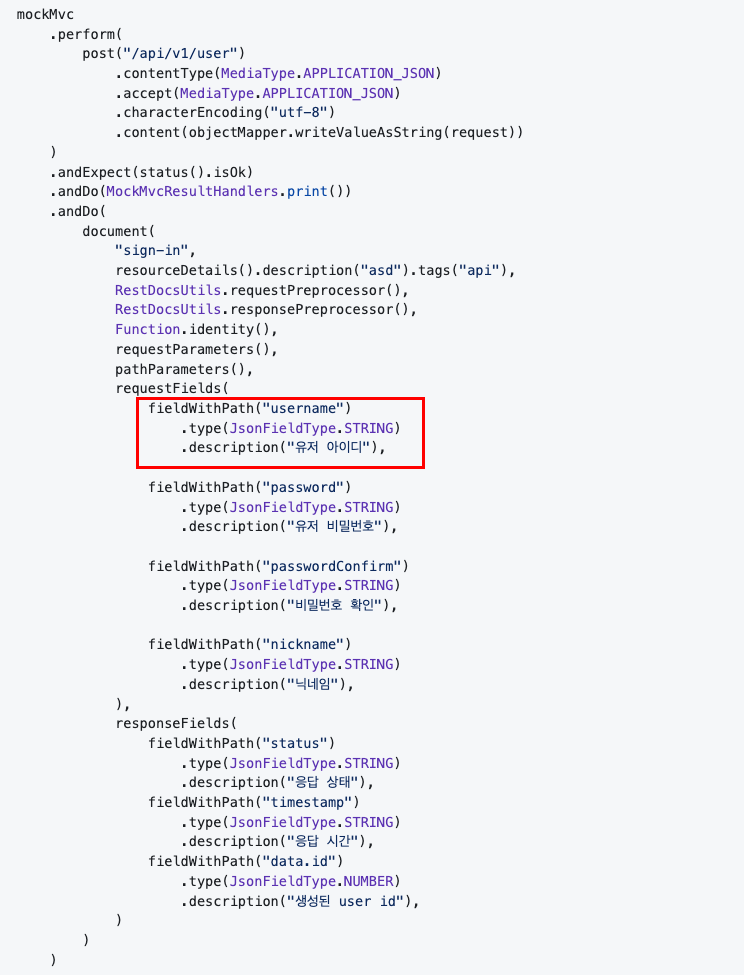 mockMvc
.perform(
post("/api/v1/user")
.contentType(MediaType.APPLICATION_JSON)
.accept(MediaType.APPLICATION_JSON)
.characterEncoding("utf-8")
.content(objectMapper.writeValueAsString(request))
)
.andExpect(status().isOk)
.andDo(MockMvcResultHandlers.print())
.andDo(
document(
"sign-in",
resourceDetails().description("asd").tags("api"),
RestDocsUtils.requestPreprocessor(),
RestDocsUtils.responsePreprocessor(),
Function.identity(),
requestParameters(),
pathParameters(),
requestFields(
fieldWithPath("username")
.type(JsonFieldType.STRING)
.description("유저 아이디"),
fieldWithPath("password")
.type(JsonFieldType.STRING)
.description("유저 비밀번호"),
fieldWithPath("passwordConfirm")
.type(JsonFieldType.STRING)
.description("비밀번호 확인"),
fieldWithPath("nickname")
.type(JsonFieldType.STRING)
.description("닉네임"),
),
responseFields(
fieldWithPath("status")
.type(JsonFieldType.STRING)
.description("응답 상태"),
fieldWithPath("timestamp")
.type(JsonFieldType.STRING)
.description("응답 시간"),
fieldWithPath("data.id")
.type(JsonFieldType.NUMBER)
.description("생성된 user id"),
)
)
)